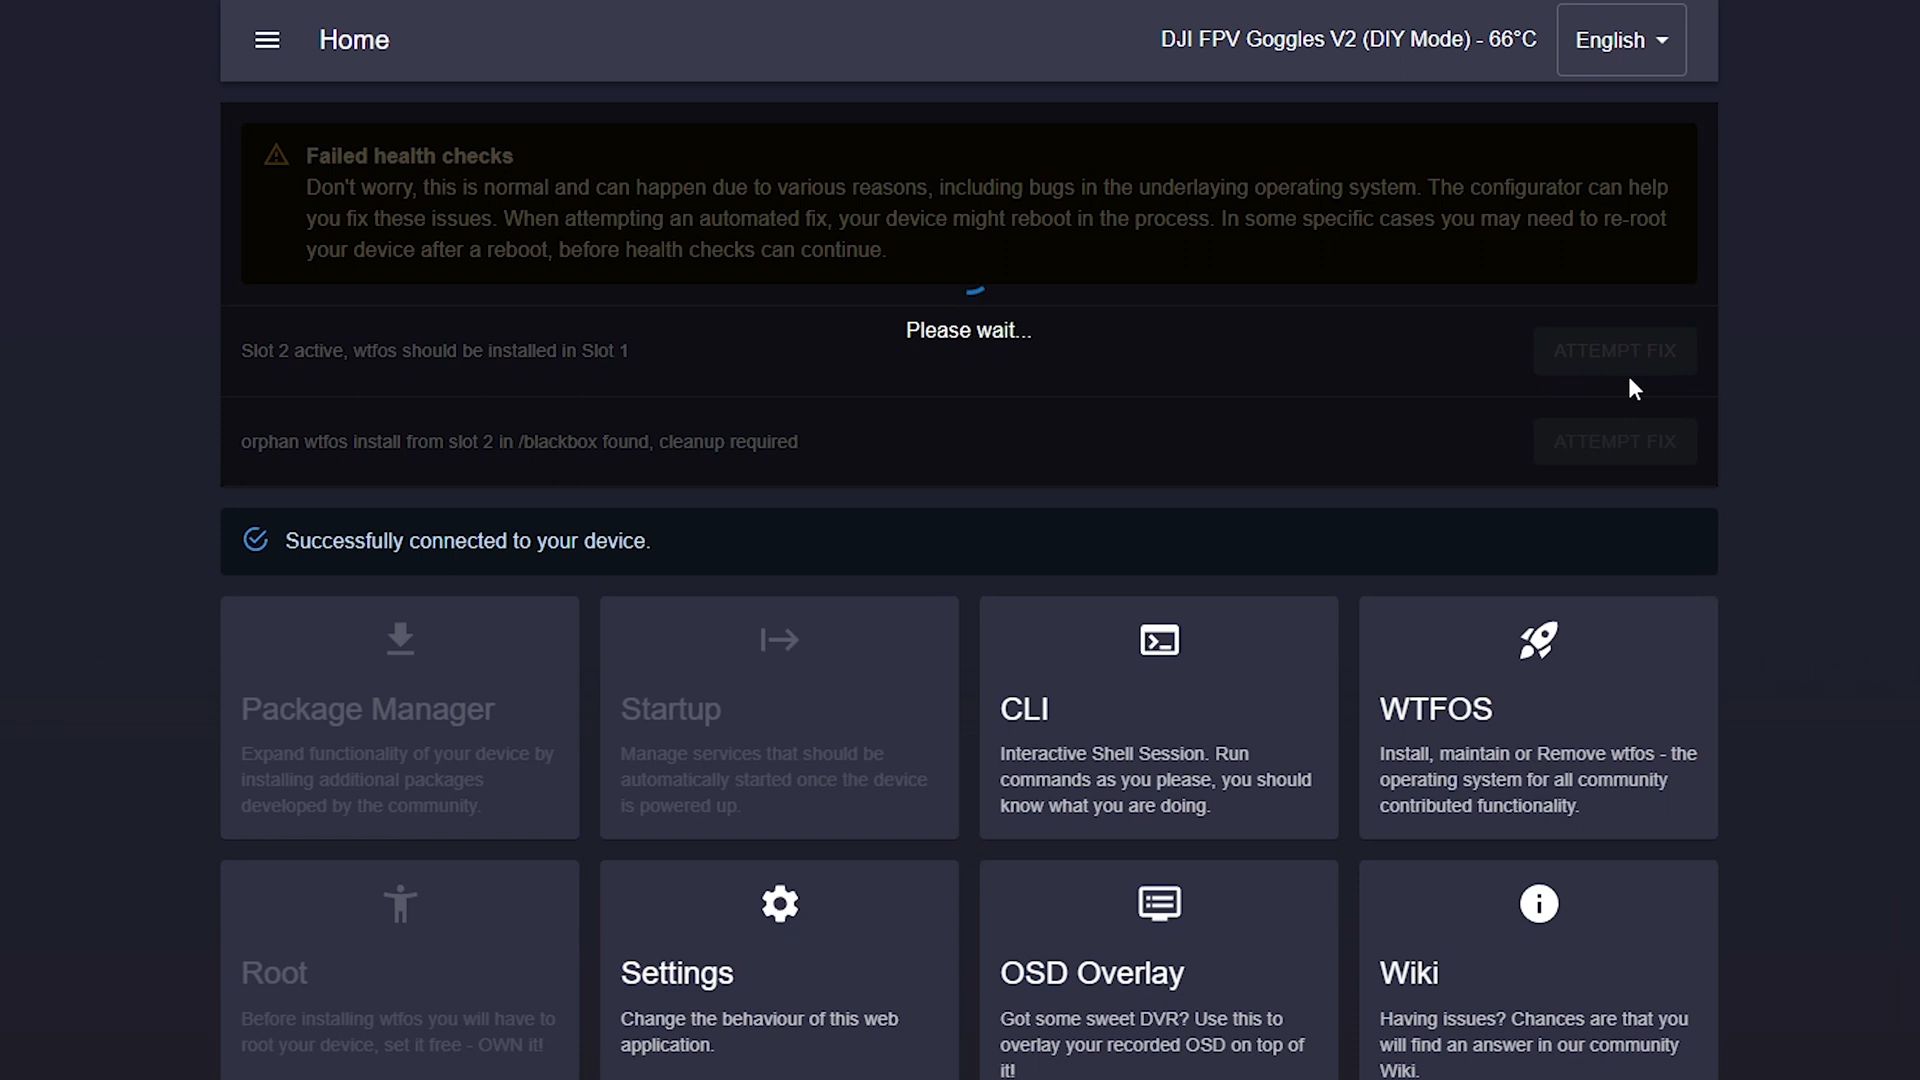 Home
DJI FPV Goggles V2 (DIY Mode) - 66°C
English
Failed health checks
Don't worry, this is normal and can happen due to various reasons, including bugs in the underlaying operating system. The configurator can help
you fix these issues. When attempting an automated fix, your device might reboot in the process. In some specific cases you may need to re-root
your device after a reboot, before health checks can continue.
Please wait...
Slot 2 active, wtfos should be installed in Slot 1
ATTEMPT FIX
orphan wtfos install from slot 2 in /blackbox found, cleanup required
ATTEMPT FIX
Successfully connected to your device.
Package Manager
Expand functionality of your device by
installing additional packages
developed by the community.
Startup
Manage services that should be
automatically started once the device
is powered up.
CLI
Interactive Shell Session. Run
commands as you please, you should
know what you are doing.
WTFOS
Install, maintain or Remove wtfos - the
operating system for all community
contributed functionality.
Root
Before installing wtfos you will have to
root your device, set it free - OWN it!
Settings
Change the behaviour of this web
application.
OSD Overlay
Got some sweet DVR? Use this to
overlay your recorded OSD on top of
it!
Wiki
Having issues? Chances are that you
will find an answer in our community
Wiki.